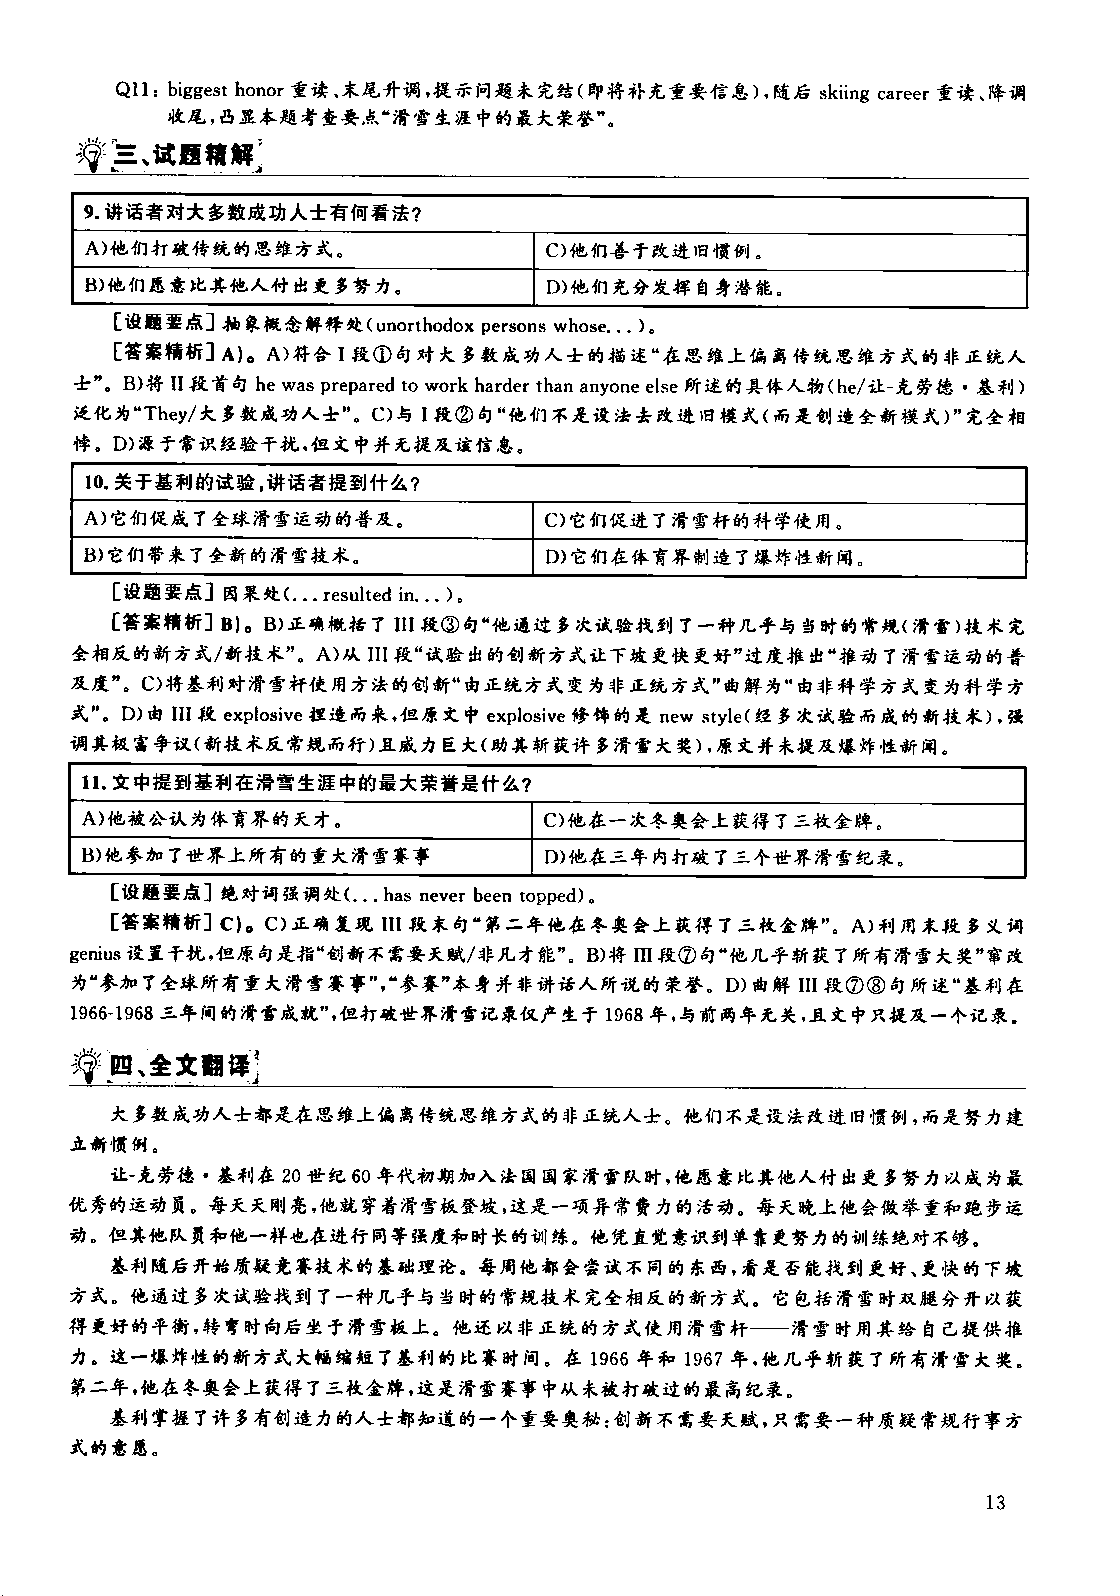 Q11：biggest honor 重读、末尾升调,提示问题未完结(即将补充重要信息),随后 skiing career 重读、降调
收尾,凸显本题考查要点“滑雪生涯中的最大荣誉”。
三、试题精解
9.讲话者对大多数成功人士有何看法?
A)他们打破传统的思维方式。
C)他们善于改进旧惯例。
B)他们愿意比其他人付出更多努力。
D)他们充分发挥自身潜能。
[设题要点]抽象概念解释处(unorthodox persons whose...)。
[答案精析]A)。A)符合 I 段①句对大多数成功人士的描述“在思维上偏离传统思维方式的非正统人
士”。B)将 II 段首句 he was prepared to work harder than anyone else 所述的具体人物(he/让-克劳德·基利)
泛化为“They/大多数成功人士”。C)与 I 段②句“他们不是设法去改进旧模式(而是创造全新模式)”完全相
悖。D)源于常识经验干扰,但文中并无提及该信息。
10.关于基利的试验,讲话者提到什么?
A)它们促成了全球滑雪运动的普及。
C)它们促进了滑雪杆的科学使用。
B)它们带来了全新的滑雪技术。
D)它们在体育界制造了爆炸性新闻。
[设题要点]因果处(...resulted in...)。
[答案精析]B)。B)正确概括了 III 段③句“他通过多次试验找到了一种几乎与当时的常规(滑雪)技术完
全相反的新方式/新技术”。A)从 III 段“试验出的创新方式让下坡更快更好”过度推出“推动了滑雪运动的普
及度”。C)将基利对滑雪杆使用方法的创新“由正统方式变为非正统方式”曲解为“由非科学方式变为科学方
式”。D)由 III 段 explosive 捏造而来,但原文中 explosive 修饰的是 new style(经多次试验而成的新技术),强
调其极富争议(新技术反常规而行)且威力巨大(助其斩获许多滑雪大奖),原文并未提及爆炸性新闻。
11.文中提到基利在滑雪生涯中的最大荣誉是什么?
A)他被公认为体育界的天才。
C)他在一次冬奥会上获得了三枚金牌。
B)他参加了世界上所有的重大滑雪赛事
D)他在三年内打破了三个世界滑雪纪录。
[设题要点]绝对词强调处(...has never been topped)。
[答案精析]C)。C)正确复现 III 段末句“第二年他在冬奥会上获得了三枚金牌”。A)利用末段多义词
genius 设置干扰,但原句是指“创新不需要天赋/非凡才能”。B)将 III 段⑦句“他几乎斩获了所有滑雪大奖”窜改
为“参加了全球所有重大滑雪赛事”,“参赛”本身并非讲话人所说的荣誉。D)曲解 III 段⑦⑧句所述“基利在
1966-1968 三年间的滑雪成就”,但打破世界滑雪记录仅产生于 1968 年,与前两年无关,且文中只提及一个记录。
四、全文翻译
大多数成功人士都是在思维上偏离传统思维方式的非正统人士。他们不是设法改进旧惯例,而是努力建
立新惯例。
让-克劳德·基利在 20 世纪 60 年代初期加入法国国家滑雪队时,他愿意比其他人付出更多努力以成为最
优秀的运动员。每天天刚亮,他就穿着滑雪板登坡,这是一项异常费力的活动。每天晚上他会做举重和跑步运
动。但其他队员和他一样也在进行同等强度和时长的训练。他凭直觉意识到单靠更努力的训练绝对不够。
基利随后开始质疑竞赛技术的基础理论。每周他都会尝试不同的东西,看是否能找到更好、更快的下坡
方式。他通过多次试验找到了一种几乎与当时的常规技术完全相反的新方式。它包括滑雪时双腿分开以获
得更好的平衡,转弯时向后坐于滑雪板上。他还以非正统的方式使用滑雪杆——滑雪时用其给自己提供推
力。这一爆炸性的新方式大幅缩短了基利的比赛时间。在 1966 年和 1967 年,他几乎斩获了所有滑雪大奖。
第二年,他在冬奥会上获得了三枚金牌,这是滑雪赛事中从未被打破过的最高纪录。
基利掌握了许多有创造力的人士都知道的一个重要奥秘:创新不需要天赋,只需要一种质疑常规行事方
式的意愿。
13